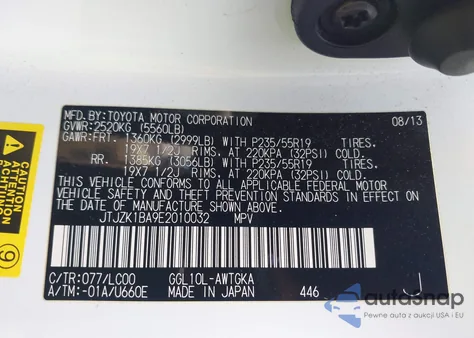 MFD.BY:TOYOTA MOTOR CORPORATION 08/13
GVWR:2520KG (5560LB)
GAWR:FRT. 1360KG (2999LB) WITH P235/55R19 TIRES.
19X7 1/2J RIMS. AT 220KPA (32PSI) COLD.
RR. 1385KG (3056LB) WITH P235/55R19 TIRES.
19X7 1/2J RIMS. AT 220KPA (32PSI) COLD.
THIS VEHICLE CONFORMS TO ALL APPLICABLE FEDERAL MOTOR
VEHICLE SAFETY, BUMPER, AND THEFT PREVENTION STANDARDS IN EFFECT
ON THE DATE OF MANUFACTURE SHOWN ABOVE.
JTJZK1BA9E2010032 MPV
C/TR:077/LC00 GGL10L-AWTGKA
A/TM:-01A/U660E MADE IN JAPAN 446 J
CAUTION
ATTENTION
9
autosnap
Pewne auta z USA i EU